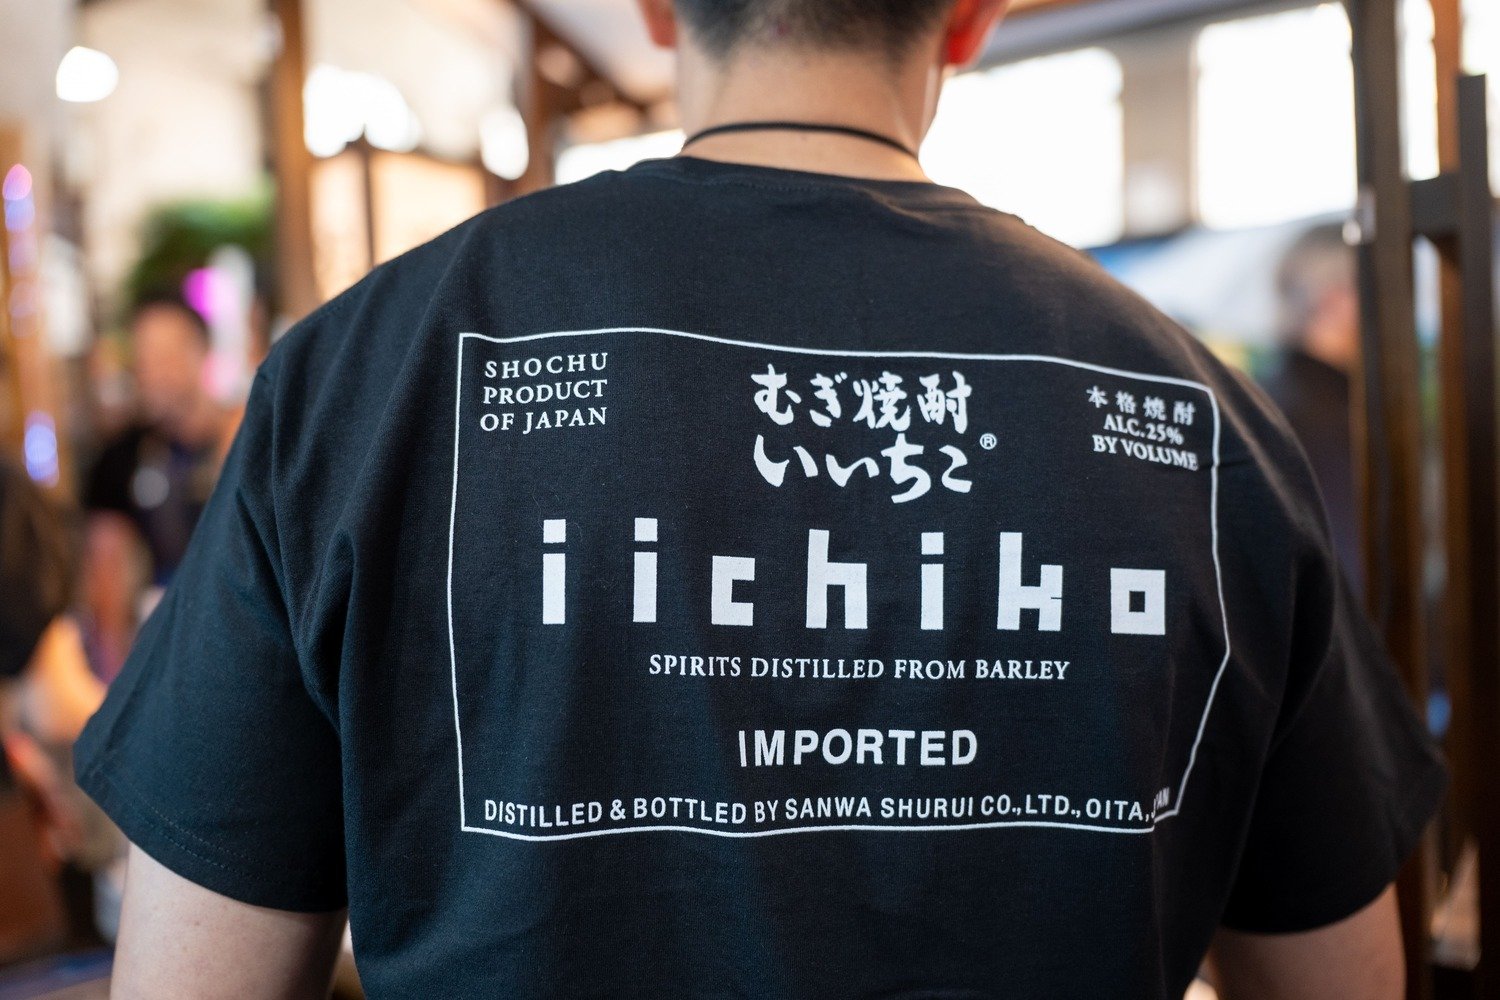 SHOCHU
PRODUCT
OF JAPAN
むぎ焼酎
いいちこ®
本格焼酎
ALC.25%
BY VOLUME
iichiko
SPIRITS DISTILLED FROM BARLEY
IMPORTED
DISTILLED & BOTTLED BY SANWA SHURUI CO.,LTD.,OITA,